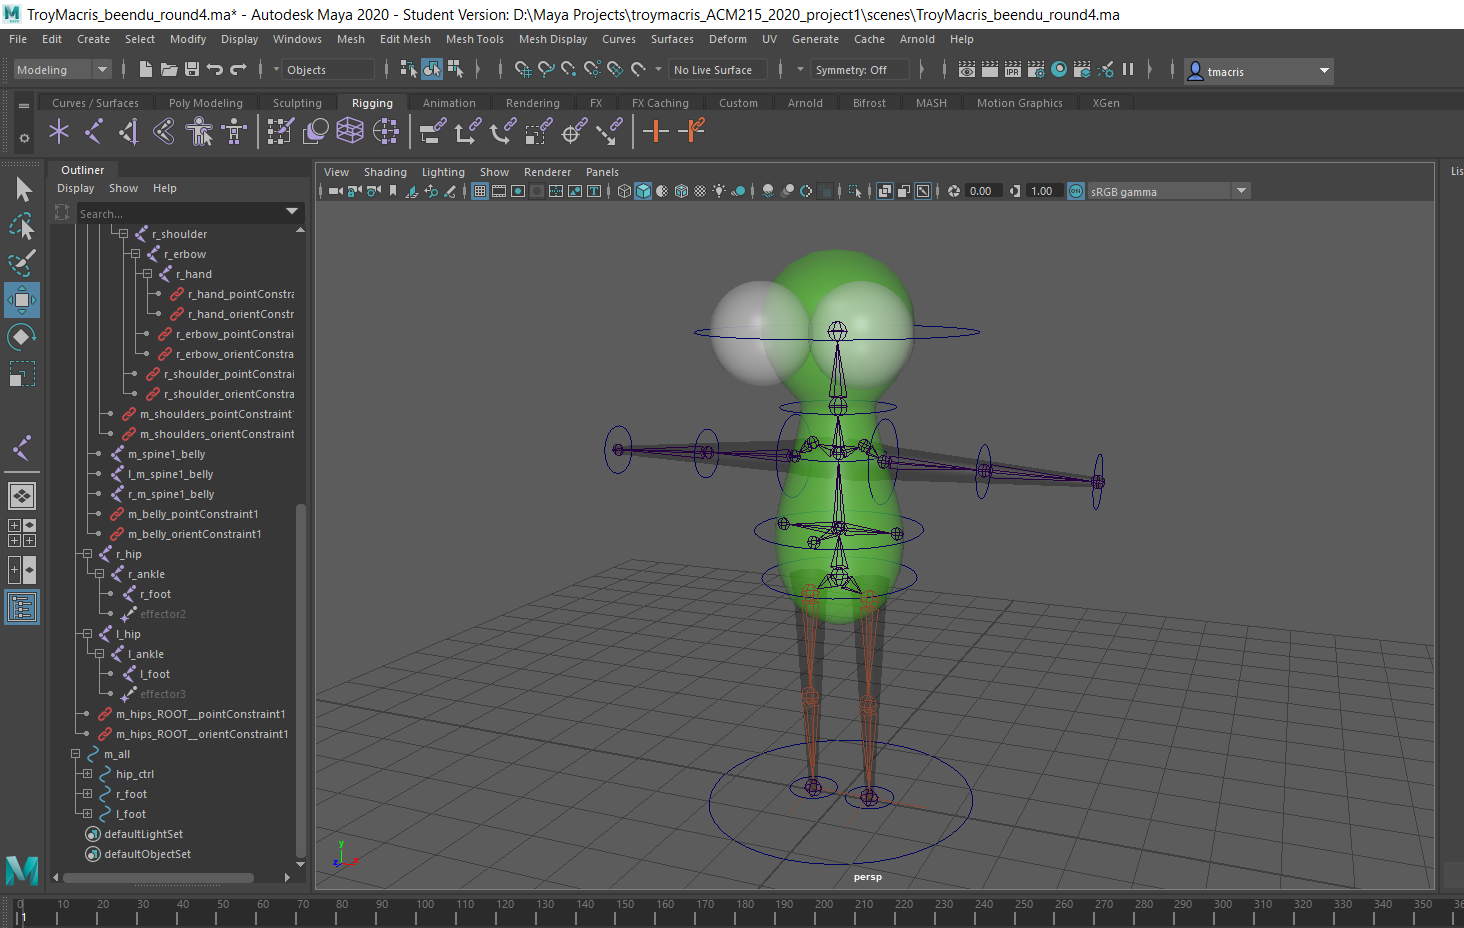 TroyMacris_beendu_round4.ma* - Autodesk Maya 2020 - Student Version: D:\Maya Projects\troymacris_ACM215_2020_project1\scenes\TroyMacris_beendu_round4.ma
File Edit Create Select Modify Display Windows Mesh Edit Mesh Mesh Tools Mesh Display Curves Surfaces Deform UV Generate Cache Arnold Help
Modeling Objects No Live Surface Symmetry: Off IPR tmacris
Curves / Surfaces Poly Modeling Sculpting Rigging Animation Rendering FX FX Caching Custom Arnold Bifrost MASH Motion Graphics XGen
Outliner
Display Show Help
Search...
View Shading Lighting Show Renderer Panels
0.00 1.00 ON sRGB gamma
Lis
r_shoulder
r_erbow
r_hand
r_hand_pointConstra
r_hand_orientConstr
r_erbow_pointConstrai
r_erbow_orientConstra
r_shoulder_pointConstrai
r_shoulder_orientConstra
m_shoulders_pointConstraint
m_shoulders_orientConstraint
m_spine1_belly
l_m_spine1_belly
r_m_spine1_belly
m_belly_pointConstraint1
m_belly_orientConstraint1
r_hip
r_ankle
r_foot
effector2
l_hip
l_ankle
l_foot
effector3
m_hips_ROOT__pointConstraint1
m_hips_ROOT__orientConstraint1
m_all
hip_ctrl
r_foot
l_foot
defaultLightSet
defaultObjectSet
y
z x
persp
0 10 20 30 40 50 60 70 80 90 100 110 120 130 140 150 160 170 180 190 200 210 220 230 240 250 260 270 280 290 300 310 320 330 340 350 36
1